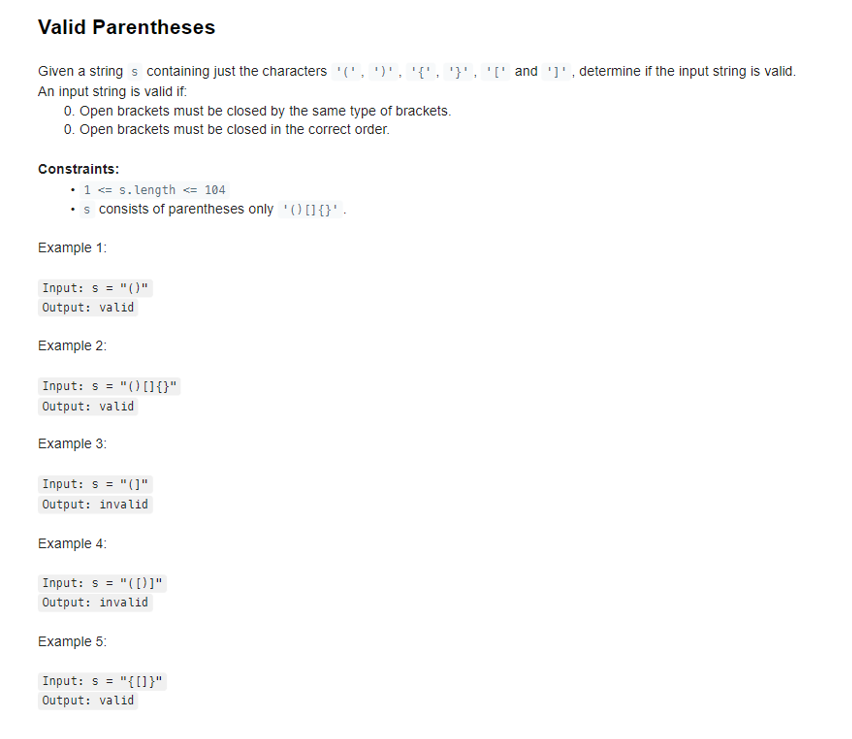 Valid Parentheses
Given a string s containing just the characters '(', ')', '{', '}', '[' and ']', determine if the input string is valid.
An input string is valid if:
0. Open brackets must be closed by the same type of brackets.
0. Open brackets must be closed in the correct order.
Constraints:
• 1 <= s.length <= 104
• s consists of parentheses only '()[]{}'.
Example 1:
Input: s = "()"
Output: valid
Example 2:
Input: s = "()[]{}"
Output: valid
Example 3:
Input: s = "(]"
Output: invalid
Example 4:
Input: s = "([)]"
Output: invalid
Example 5:
Input: s = "{[]}"
Output: valid